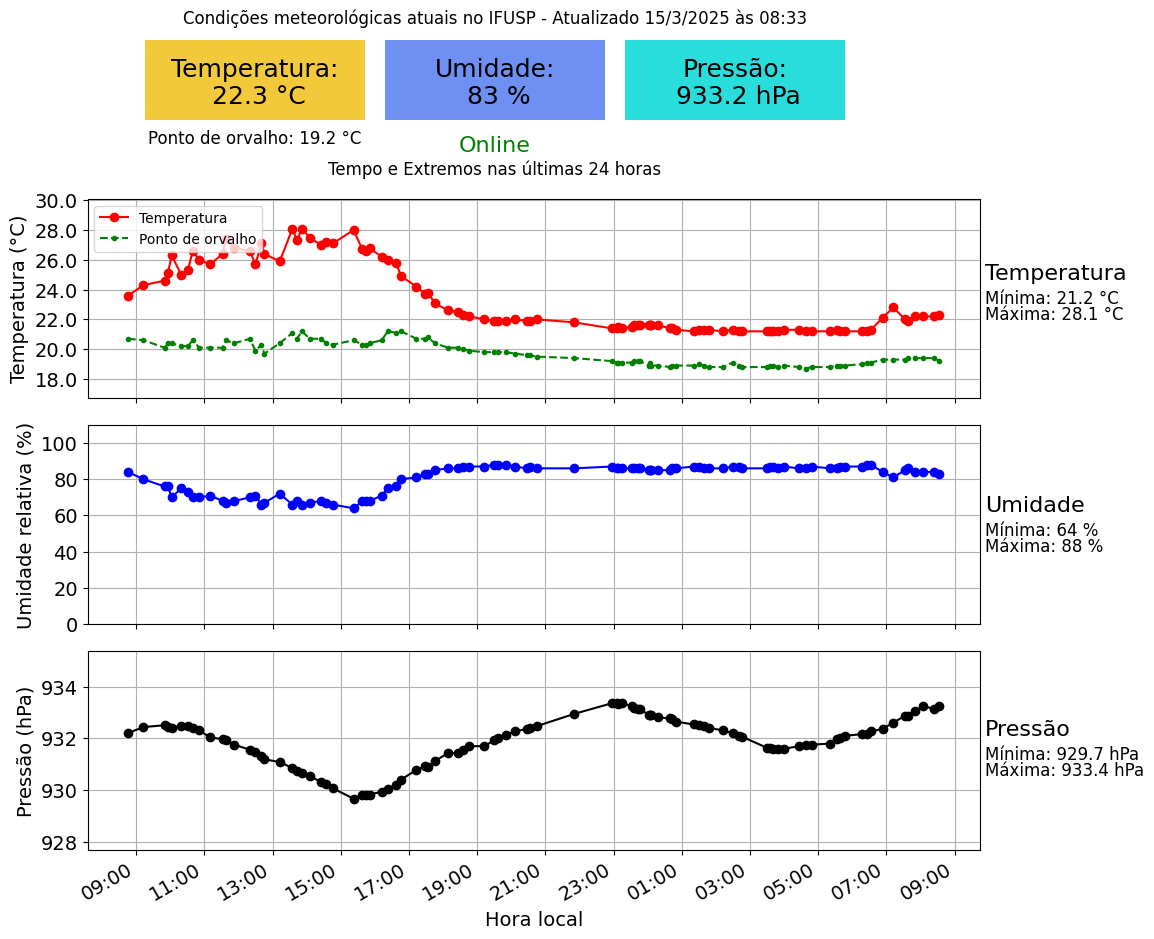 Condições meteorológicas atuais no IFUSP - Atualizado 15/3/2025 às 08:33
Temperatura:
22.3 °C
Umidade:
83 %
Pressão:
933.2 hPa
Ponto de orvalho: 19.2 °C
Online
Tempo e Extremos nas últimas 24 horas
Temperatura (°C)
30.0
28.0
26.0
24.0
22.0
20.0
18.0
Temperatura
Ponto de orvalho
Temperatura
Mínima: 21.2 °C
Máxima: 28.1 °C
Umidade relativa (%)
100
80
60
40
20
0
Umidade
Mínima: 64 %
Máxima: 88 %
Pressão (hPa)
934
932
930
928
Pressão
Mínima: 929.7 hPa
Máxima: 933.4 hPa
09:00 11:00 13:00 15:00 17:00 19:00 21:00 23:00 01:00 03:00 05:00 07:00 09:00
Hora local